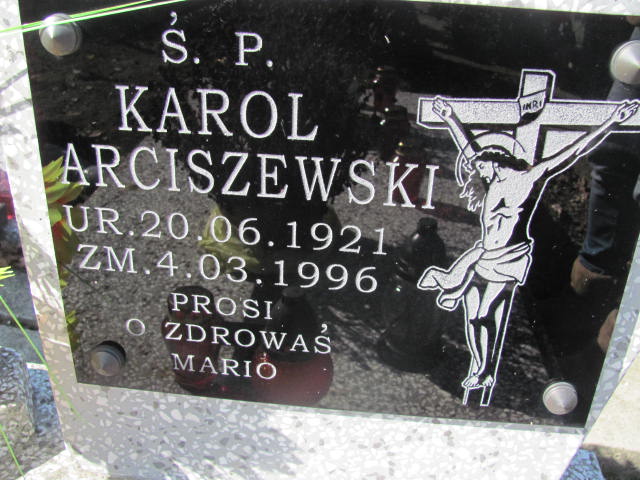 Ś. P.
KAROL
ARCISZEWSKI
UR.20.06.1921
ZM.4.03.1996
PROSI
O ZDROWAŚ
MARIO
INRI